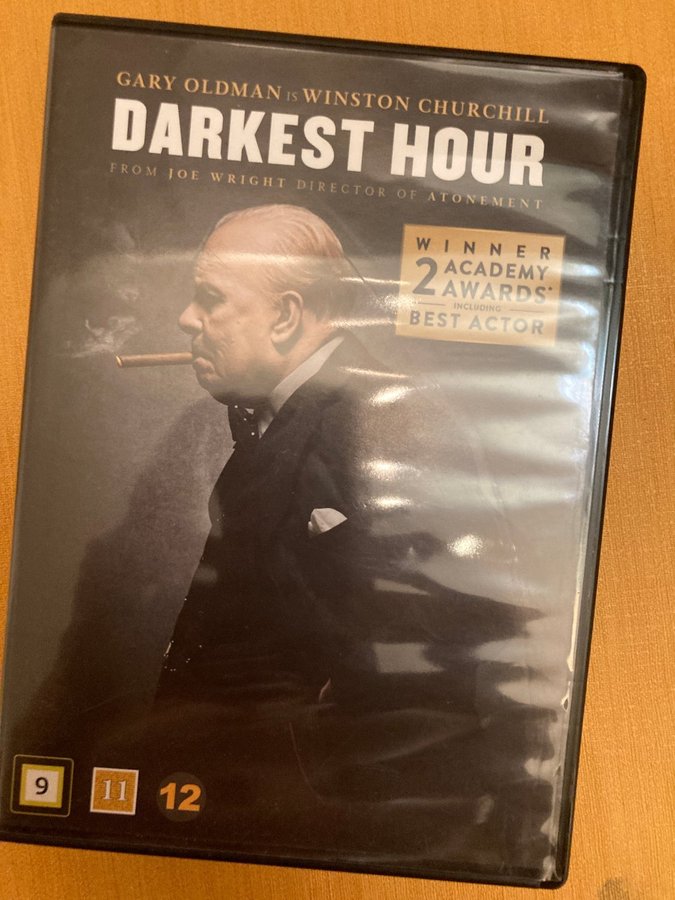 GARY OLDMAN IS WINSTON CHURCHILL
DARKEST HOUR
FROM JOE WRIGHT DIRECTOR OF ATONEMENT
WINNER
2 ACADEMY AWARDS*
INCLUDING
BEST ACTOR
9
11
12